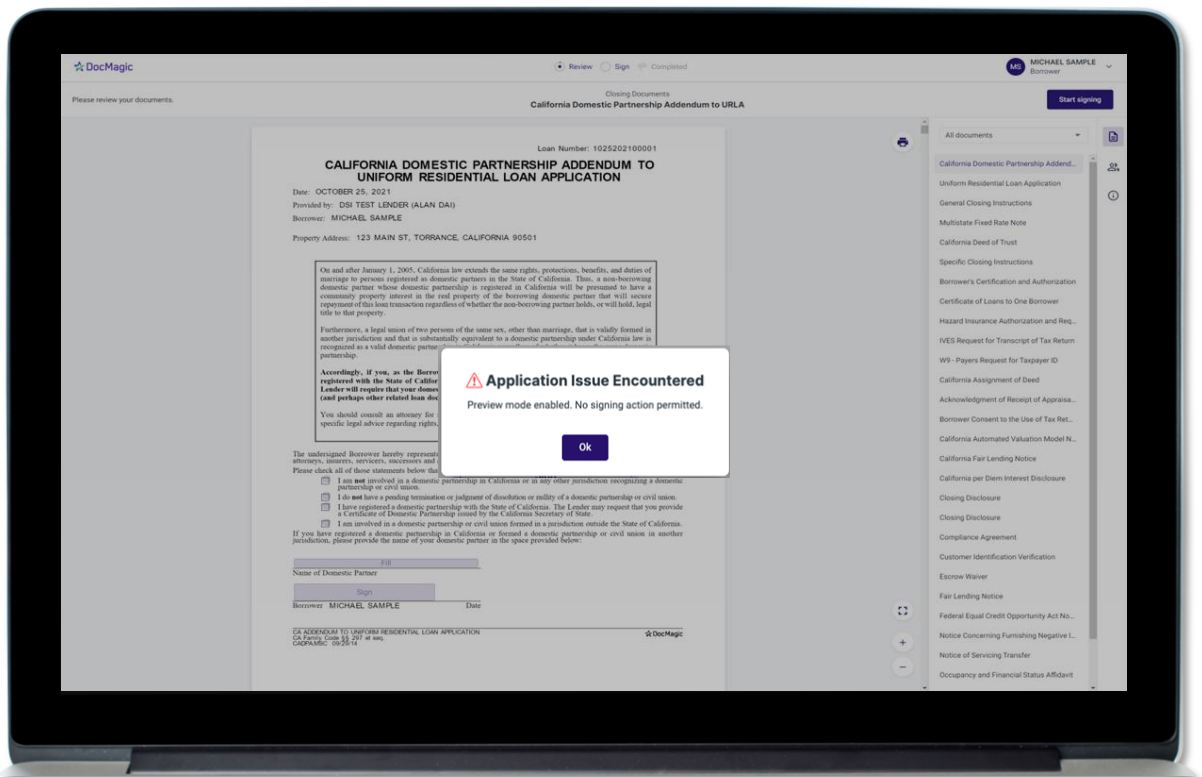 DocMagic
Review Sign Completed
MS MICHAEL SAMPLE
Borrower
Please review your documents.
Closing Documents
California Domestic Partnership Addendum to URLA
Start signing
Loan Number: 1025202100001
CALIFORNIA DOMESTIC PARTNERSHIP ADDENDUM TO
UNIFORM RESIDENTIAL LOAN APPLICATION
Date: OCTOBER 25, 2021
Provided by: DSI TEST LENDER (ALAN DAI)
Borrower: MICHAEL SAMPLE
Property Address: 123 MAIN ST, TORRANCE, CALIFORNIA 90501
On and after January 1, 2005, California law extends the same rights, protections, benefits, and duties of
marriage to persons registered as domestic partners in the State of California. Thus, a non-borrowing
domestic partner whose domestic partnership is registered in California will be presumed to have a
community property interest in the real property of the borrowing domestic partner that will secure
repayment of this loan transaction regardless of whether the non-borrowing partner holds, or will hold, legal
title to that property.
Furthermore, a legal union of two persons of the same sex, other than marriage, that is validly formed in
another jurisdiction and that is substantially equivalent to a domestic partnership under California law is
recognized as a valid domestic
partnership.
Accordingly, if you, as the
registered with the State of
Lender will require that your
(and perhaps other related loan
You should consult an attorney for
specific legal advice regarding rights,
Application Issue Encountered
Preview mode enabled. No signing action permitted.
Ok
The undersigned Borrower hereby
attorneys, insurers, servicers, successors and
Please check all of those statements below
I am not involved in a domestic partnership in California or in any other jurisdiction recognizing a domestic
partnership or civil union.
I do not have a pending termination or judgment of dissolution or nullity of a domestic partnership or civil union.
I have registered a domestic partnership with the State of California. The Lender may request that you provide
a Certificate of Domestic Partnership issued by the California Secretary of State.
I am involved in a domestic partnership or civil union formed in a jurisdiction outside the State of California.
If you have registered a domestic partnership in California or formed a domestic partnership or civil union in another
jurisdiction, please provide the name of your domestic partner in the space provided below:
Fill
Name of Domestic Partner
Sign
Borrower MICHAEL SAMPLE Date
CA ADDENDUM TO UNIFORM RESIDENTIAL LOAN APPLICATION
CA Family Code §§ 297 et seq.
CADPA.MSC 09/25/14
DocMagic
All documents
California Domestic Partnership Addend...
Uniform Residential Loan Application
General Closing Instructions
Multistate Fixed Rate Note
California Deed of Trust
Specific Closing Instructions
Borrower's Certification and Authorization
Certificate of Loans to One Borrower
Hazard Insurance Authorization and Req...
IVES Request for Transcript of Tax Return
W9 - Payers Request for Taxpayer ID
California Assignment of Deed
Acknowledgment of Receipt of Appraisa...
Borrower Consent to the Use of Tax Ret...
California Automated Valuation Model N...
California Fair Lending Notice
California per Diem Interest Disclosure
Closing Disclosure
Closing Disclosure
Compliance Agreement
Customer Identification Verification
Escrow Waiver
Fair Lending Notice
Federal Equal Credit Opportunity Act No...
Notice Concerning Furnishing Negative I...
Notice of Servicing Transfer
Occupancy and Financial Status Affidavit